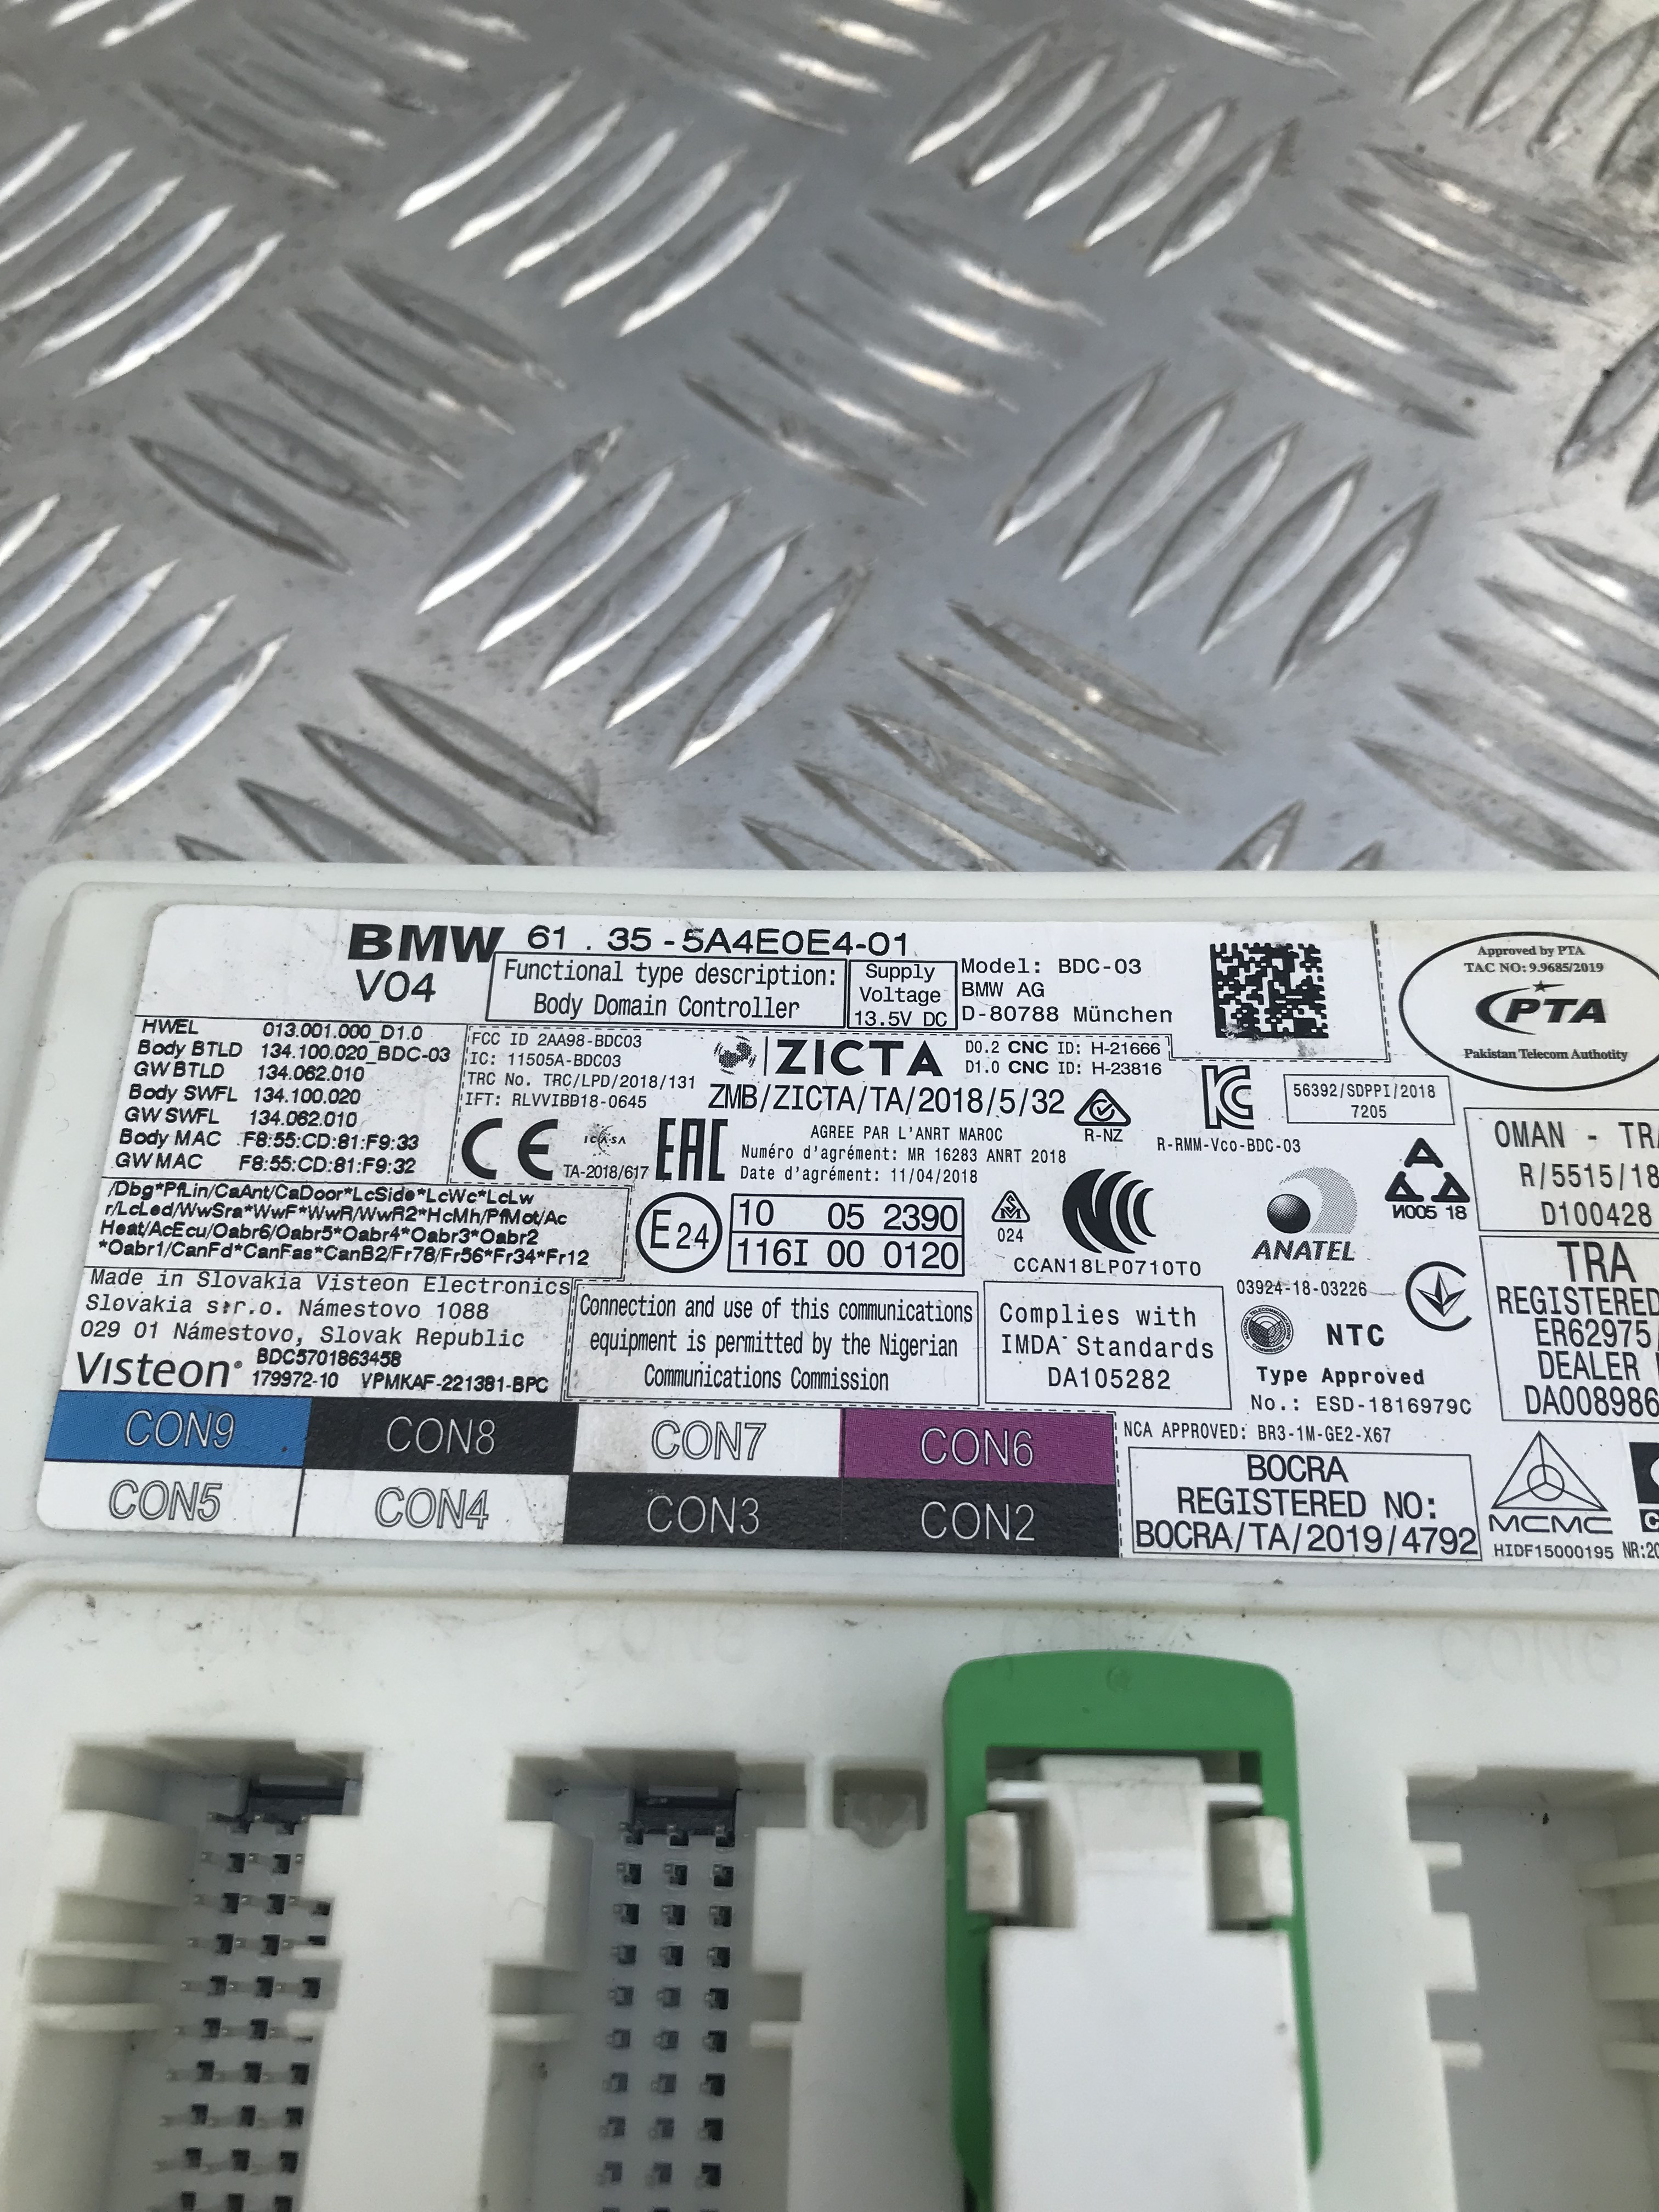 BMW 61 . 35 - 5A4E0E4-01
V04
Functional type description:
Body Domain Controller
Supply
Voltage
13.5V DC
Model: BDC-03
BMW AG
D-80788 München
Approved by PTA
TAC NO: 9.9685/2019
PTA
Pakistan Telecom Authotity
HWEL 013.001.000_D1.0
Body BTLD 134.100.020_BDC-03
GW BTLD 134.062.010
Body SWFL 134.100.020
GW SWFL 134.062.010
Body MAC F8:55:CD:81:F9:33
GW MAC F8:55:CD:81:F9:32
FCC ID 2AA98-BDC03
IC: 11505A-BDC03
TRC No. TRC/LPD/2018/131
IFT: RLVVIBD18-0645
ZICTA
ZMB/ZICTA/TA/2018/5/32
D0.2 CNC ID: H-21666
D1.0 CNC ID: H-23816
R-NZ
R-RMM-Vco-BDC-03
56392/SDPPI/2018
7205
CE
ICASA
TA-2018/617
EAC
AGREE PAR L'ANRT MAROC
Numéro d'agrément: MR 16283 ANRT 2018
Date d'agrément: 11/04/2018
OMAN - TR
R/5515/18
D100428
/Dbg*PfLin/CaAnt/CaDoor*LcSide*LcWc*LcLw
r/LcLed/WwSra*WwF*WwR/WwR2*HcMh/PfMot/Ac
Heat/AcEcu/Oabr6/Oabr5*Oabr4*Oabr3*Oabr2
*Oabr1/CanFd*CanFas*CanB2/Fr78/Fr56*Fr34*Fr12
E24
10 05 2390
116I 00 0120
024
CCAN18LP0710T0
ANATEL
03924-18-03226
И005 18
TRA
REGISTERED
ER62975
DEALER
DA008986
Made in Slovakia Visteon Electronics
Slovakia s.r.o. Námestovo 1088
029 01 Námestovo, Slovak Republic
Visteon
BDC5701863458
179972-10 VPMKAF-221381-BPC
Connection and use of this communications
equipment is permitted by the Nigerian
Communications Commission
Complies with
IMDA Standards
DA105282
NTC
Type Approved
No.: ESD-1816979C
NCA APPROVED: BR3-1M-GE2-X67
BOCRA
REGISTERED NO:
BOCRA/TA/2019/4792
MCMC
HIDF15000195
NR:20
CON9 CON8 CON7 CON6
CON5 CON4 CON3 CON2